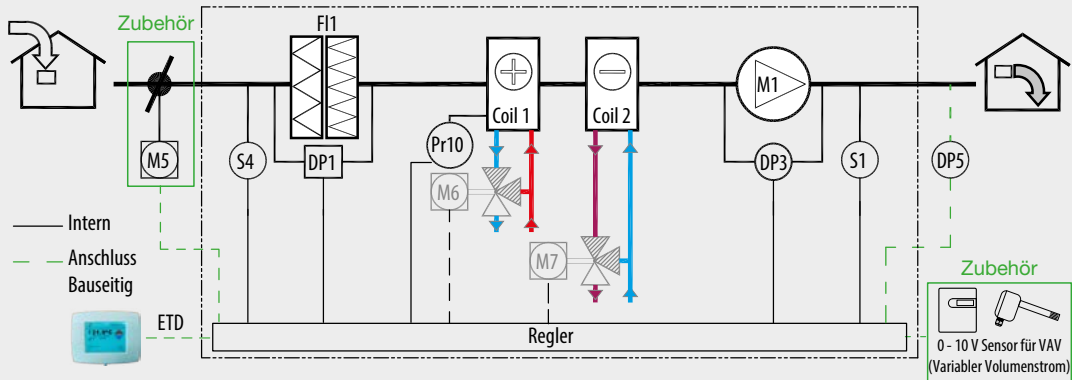 Zubehör
Fl1
M1
Coil 1
Coil 2
Pr10
M5
S4
DP1
DP3
S1
DP5
M6
Intern
M7
Anschluss
Bauseitig
Zubehör
ETD
Regler
0 - 10 V Sensor für VAV
(Variabler Volumenstrom)